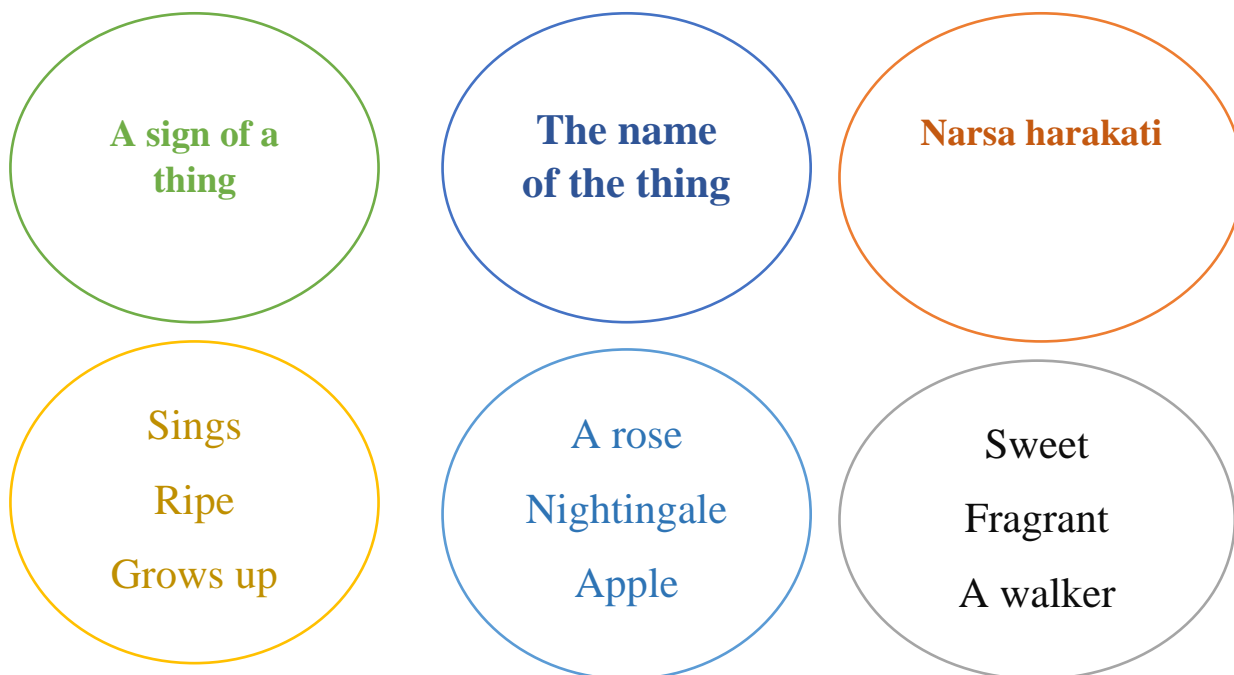 A sign of a
thing
The name
of the thing
Narsa harakati
Sings
Ripe
Grows up
A rose
Nightingale
Apple
Sweet
Fragrant
A walker